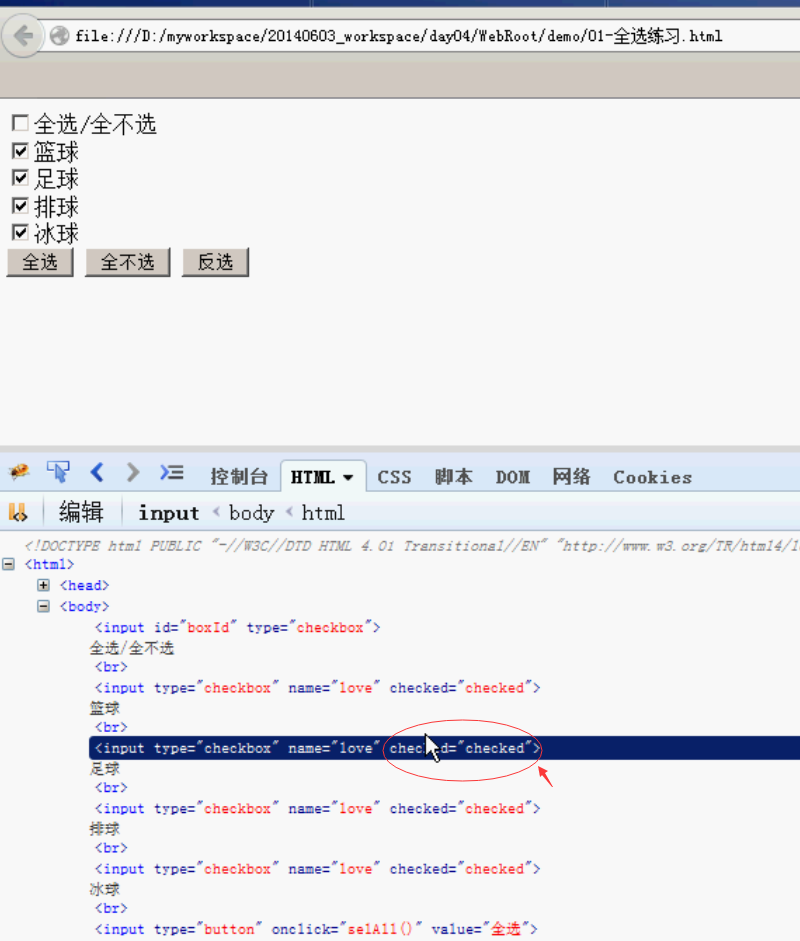 file:///D:/myworkspace/20140603_workspace/day04/WebRoot/demo/01-全选练习.html
全选/全不选
篮球
足球
排球
冰球
全选 全不选 反选
控制台 HTML CSS 脚本 DOM 网络 Cookies
编辑 input < body < html
<!DOCTYPE html PUBLIC "-//W3C//DTD HTML 4.01 Transitional//EN" "http://www.w3.org/TR/html4/
<html>
<head>
<body>
<input id="boxId" type="checkbox">
全选/全不选
<br>
<input type="checkbox" name="love" checked="checked">
篮球
<br>
<input type="checkbox" name="love" checked="checked">
足球
<br>
<input type="checkbox" name="love" checked="checked">
排球
<br>
<input type="checkbox" name="love" checked="checked">
冰球
<br>
<input type="button" onclick="selAll()" value="全选">